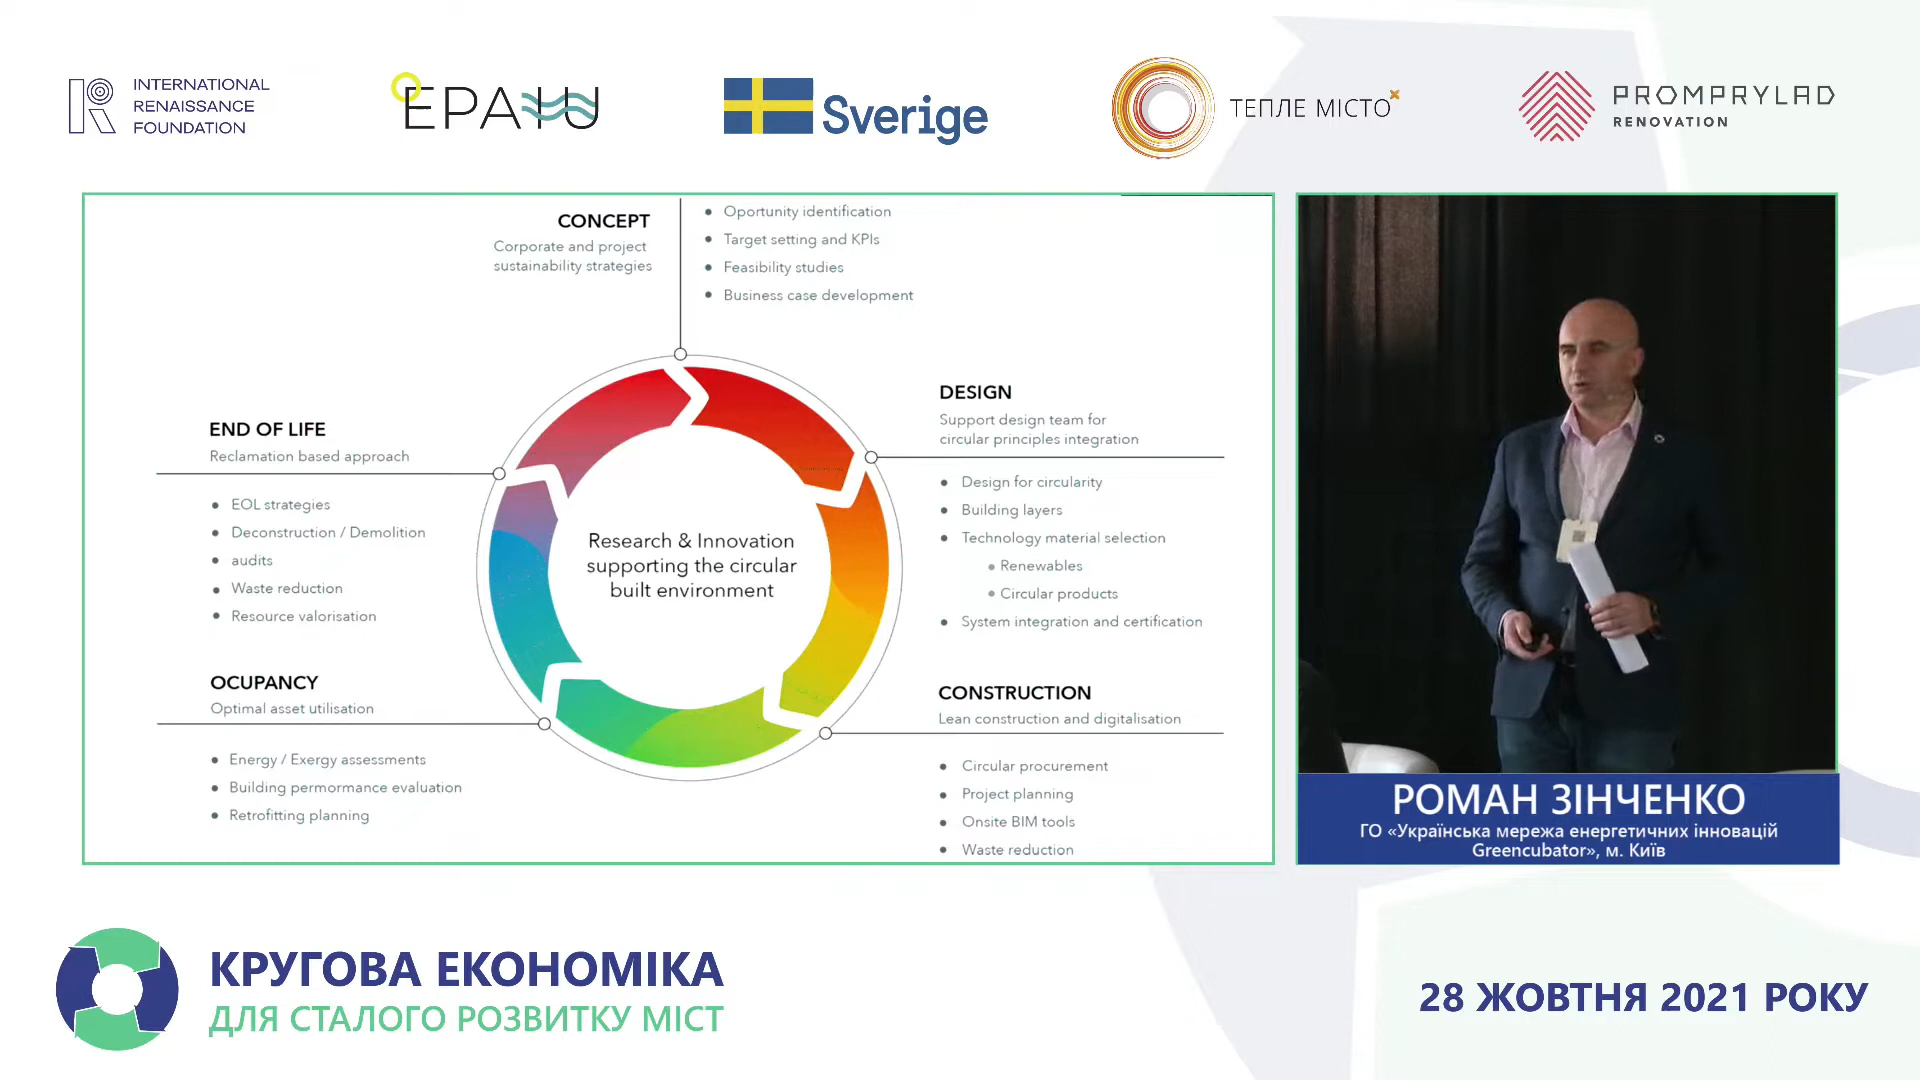 INTERNATIONAL
RENAISSANCE
FOUNDATION
EPAIU
Sverige
ТЕПЛЕ МІСТО
PROMPRYLAD
RENOVATION
CONCEPT
Corporate and project
sustainability strategies
Oportunity identification
Target setting and KPIs
Feasibility studies
Business case development
DESIGN
Support design team for
circular principles integration
Design for circularity
Building layers
Technology material selection
Renewables
Circular products
System integration and certification
END OF LIFE
Reclamation based approach
EOL strategies
Deconstruction / Demolition
audits
Waste reduction
Resource valorisation
Research & Innovation
supporting the circular
built environment
OCUPANCY
Optimal asset utilisation
Energy / Exergy assessments
Building permormance evaluation
Retrofitting planning
CONSTRUCTION
Lean construction and digitalisation
Circular procurement
Project planning
Onsite BIM tools
Waste reduction
РОМАН ЗІНЧЕНКО
ГО «Українська мережа енергетичних інновацій
Greencubator», м. Київ
КРУГОВА ЕКОНОМІКА
ДЛЯ СТАЛОГО РОЗВИТКУ МІСТ
28 ЖОВТНЯ 2021 РОКУ